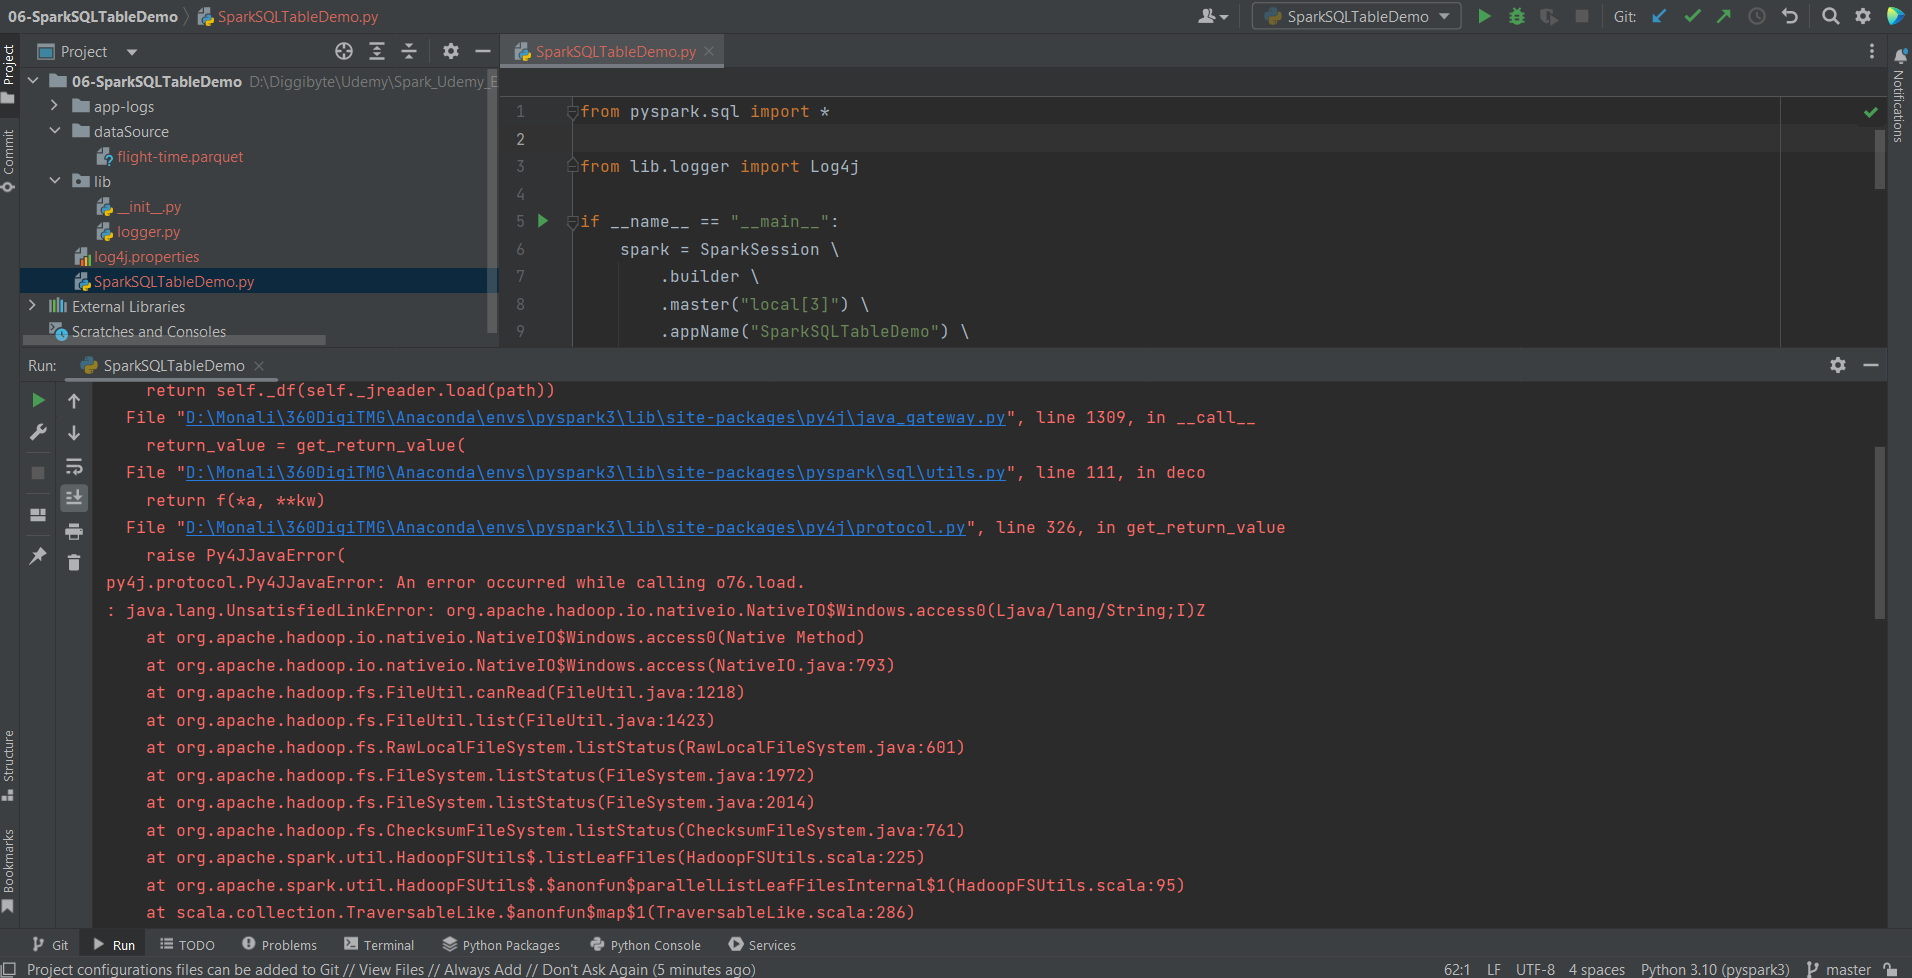 06-SparkSQLTableDemo SparkSQLTableDemo.py SparkSQLTableDemo Git:
Project SparkSQLTableDemo.py
06-SparkSQLTableDemo D:\Diggibyte\Udemy\Spark_Udemy_E
app-logs
dataSource
flight-time.parquet
lib
__init__.py
logger.py
log4j.properties
SparkSQLTableDemo.py
External Libraries
Scratches and Consoles
1 from pyspark.sql import *
2
3 from lib.logger import Log4j
4
5 if __name__ == "__main__":
6 spark = SparkSession \
7 .builder \
8 .master("local[3]") \
9 .appName("SparkSQLTableDemo") \
Project
Commit
Structure
Bookmarks
Notifications
Run: SparkSQLTableDemo
return self._df(self._jreader.load(path))
File "D:\Monali\360DigiTMG\Anaconda\envs\pyspark3\lib\site-packages\py4j\java_gateway.py", line 1309, in __call__
return_value = get_return_value(
File "D:\Monali\360DigiTMG\Anaconda\envs\pyspark3\lib\site-packages\pyspark\sql\utils.py", line 111, in deco
return f(*a, **kw)
File "D:\Monali\360DigiTMG\Anaconda\envs\pyspark3\lib\site-packages\py4j\protocol.py", line 326, in get_return_value
raise Py4JJavaError(
py4j.protocol.Py4JJavaError: An error occurred while calling o76.load.
: java.lang.UnsatisfiedLinkError: org.apache.hadoop.io.nativeio.NativeIO$Windows.access0(Ljava/lang/String;I)Z
at org.apache.hadoop.io.nativeio.NativeIO$Windows.access0(Native Method)
at org.apache.hadoop.io.nativeio.NativeIO$Windows.access(NativeIO.java:793)
at org.apache.hadoop.fs.FileUtil.canRead(FileUtil.java:1218)
at org.apache.hadoop.fs.FileUtil.list(FileUtil.java:1423)
at org.apache.hadoop.fs.RawLocalFileSystem.listStatus(RawLocalFileSystem.java:601)
at org.apache.hadoop.fs.FileSystem.listStatus(FileSystem.java:1972)
at org.apache.hadoop.fs.FileSystem.listStatus(FileSystem.java:2014)
at org.apache.hadoop.fs.ChecksumFileSystem.listStatus(ChecksumFileSystem.java:761)
at org.apache.spark.util.HadoopFSUtils$.listLeafFiles(HadoopFSUtils.scala:225)
at org.apache.spark.util.HadoopFSUtils$.$anonfun$parallelListLeafFilesInternal$1(HadoopFSUtils.scala:95)
at scala.collection.TraversableLike.$anonfun$map$1(TraversableLike.scala:286)
Git Run TODO Problems Terminal Python Packages Python Console Services
Project configurations files can be added to Git // View Files // Always Add // Don't Ask Again (5 minutes ago) 62:1 LF UTF-8 4 spaces Python 3.10 (pyspark3) master